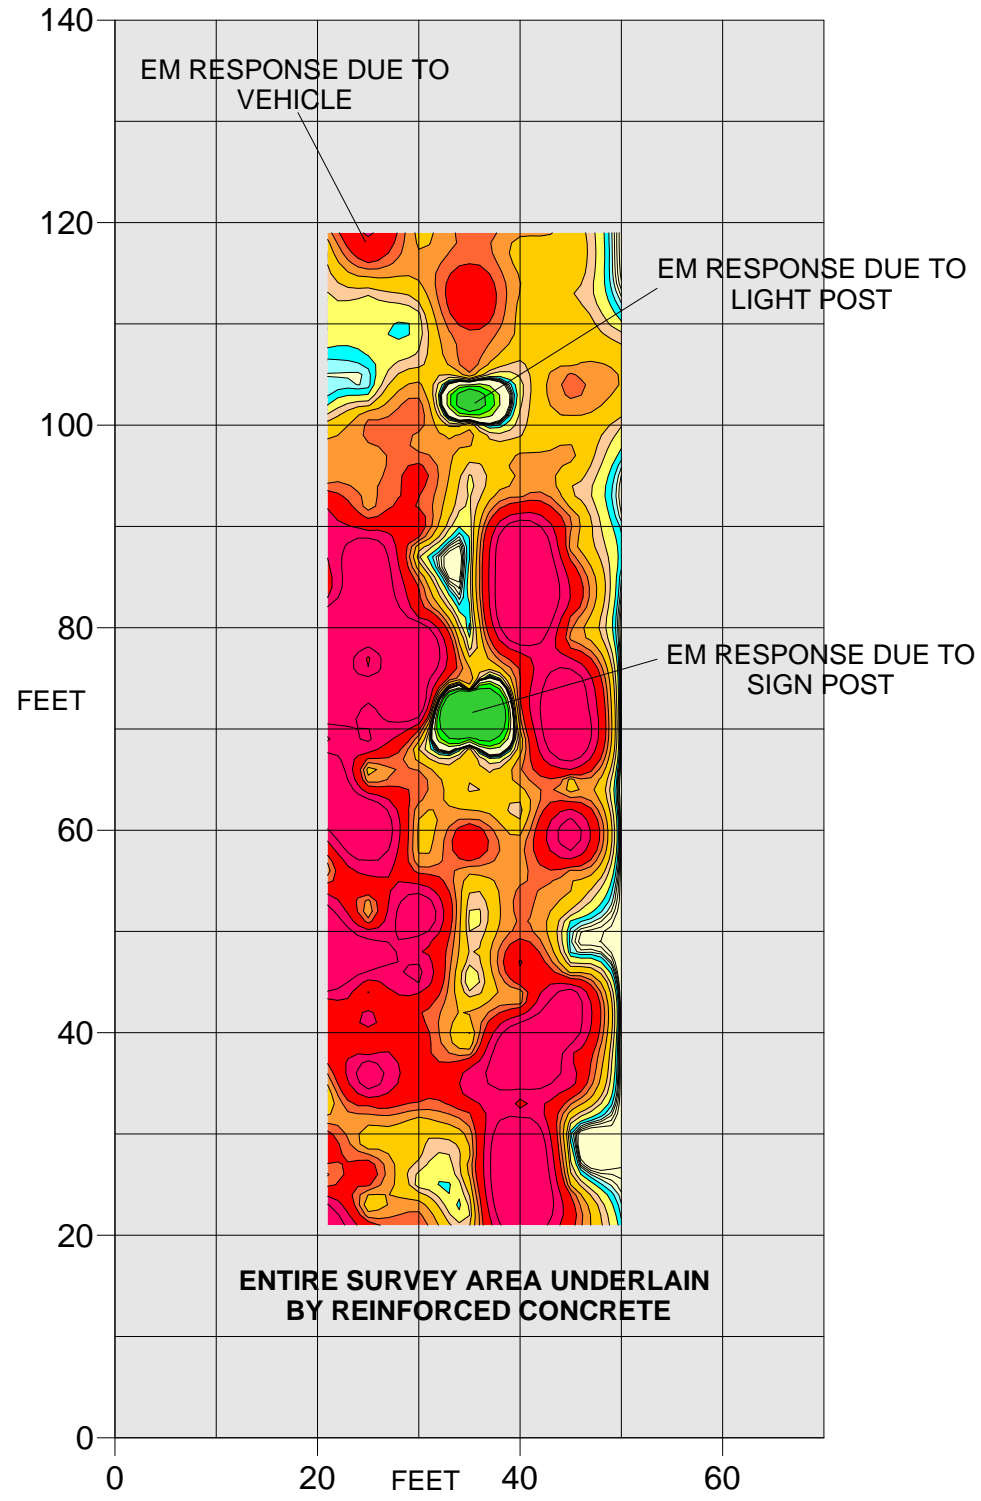 140
EM RESPONSE DUE TO
VEHICLE
120
EM RESPONSE DUE TO
LIGHT POST
100
80
EM RESPONSE DUE TO
SIGN POST
FEET
60
40
20
ENTIRE SURVEY AREA UNDERLAIN
BY REINFORCED CONCRETE
0
0 20 FEET 40 60